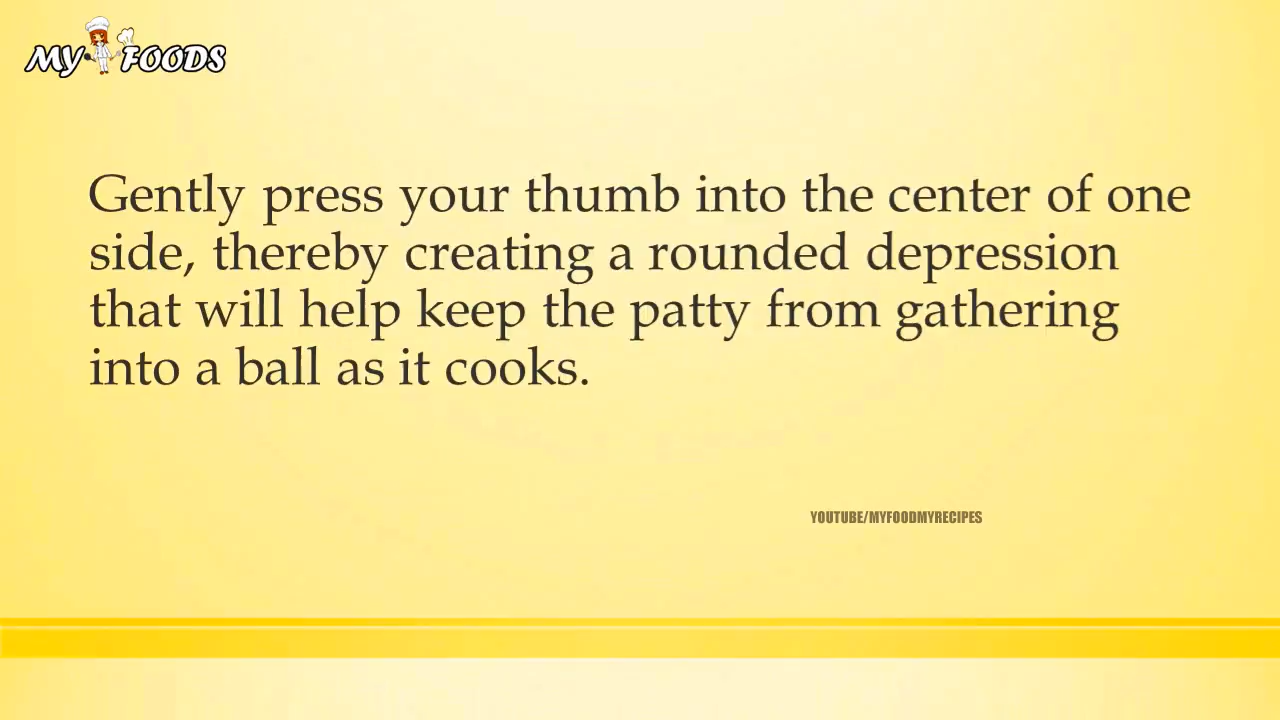 MY FOODS
Gently press your thumb into the center of one
side, thereby creating a rounded depression
that will help keep the patty from gathering
into a ball as it cooks.
YOUTUBE/MYFOODMYRECIPES